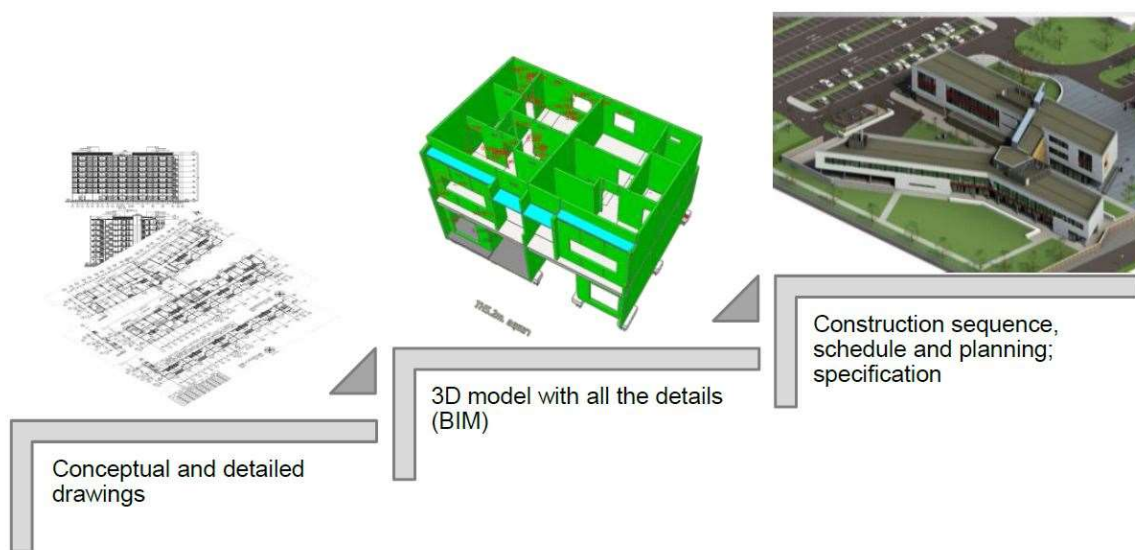 Conceptual and detailed
drawings
3D model with all the details
(BIM)
Construction sequence,
schedule and planning;
specification